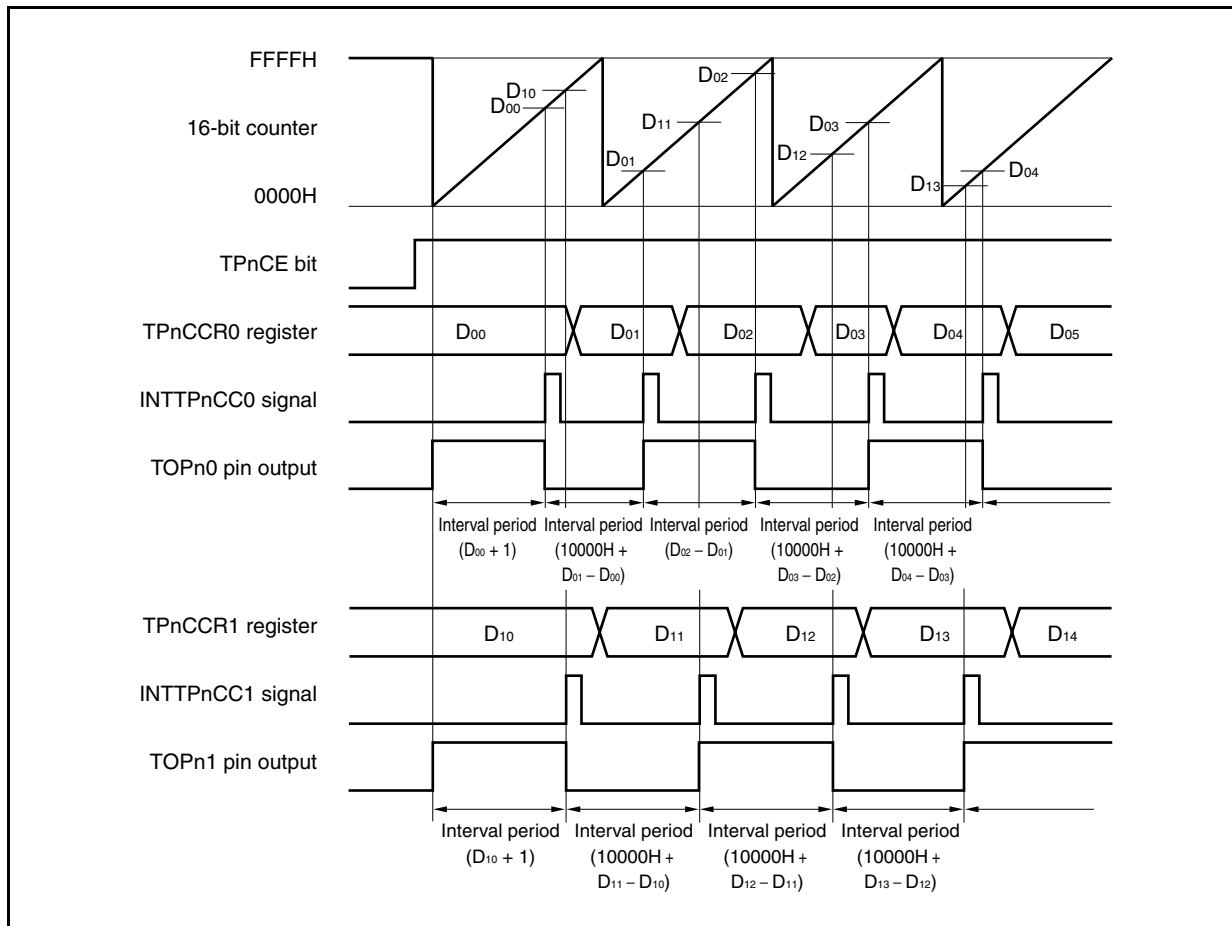 FFFFH
16-bit counter
0000H
D10
D00
D01
D11
D02
D12
D03
D13
D04
TPnCE bit
TPnCCR0 register
D00
D01
D02
D03
D04
D05
INTTPnCC0 signal
TOPn0 pin output
Interval period
(D00 + 1)
Interval period
(10000H +
D01 – D00)
Interval period
(D02 – D01)
Interval period
(10000H +
D03 – D02)
Interval period
(10000H +
D04 – D03)
TPnCCR1 register
D10
D11
D12
D13
D14
INTTPnCC1 signal
TOPn1 pin output
Interval period
(D10 + 1)
Interval period
(10000H +
D11 – D10)
Interval period
(10000H +
D12 – D11)
Interval period
(10000H +
D13 – D12)